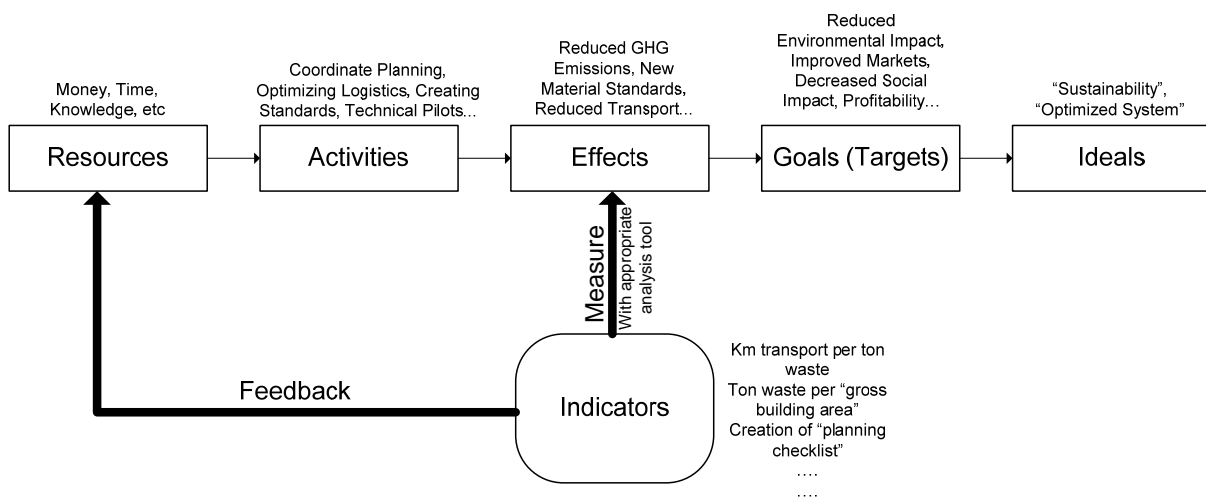 Money, Time,
Knowledge, etc
Resources
Coordinate Planning,
Optimizing Logistics, Creating
Standards, Technical Pilots...
Activities
Reduced GHG
Emissions, New
Material Standards,
Reduced Transport...
Effects
Reduced
Environmental Impact,
Improved Markets,
Decreased Social
Impact, Profitability...
Goals (Targets)
“Sustainability”,
“Optimized System”
Ideals
Measure
With appropriate
analysis tool
Feedback
Indicators
Km transport per ton
waste
Ton waste per “gross
building area”
Creation of “planning
checklist”
....
....